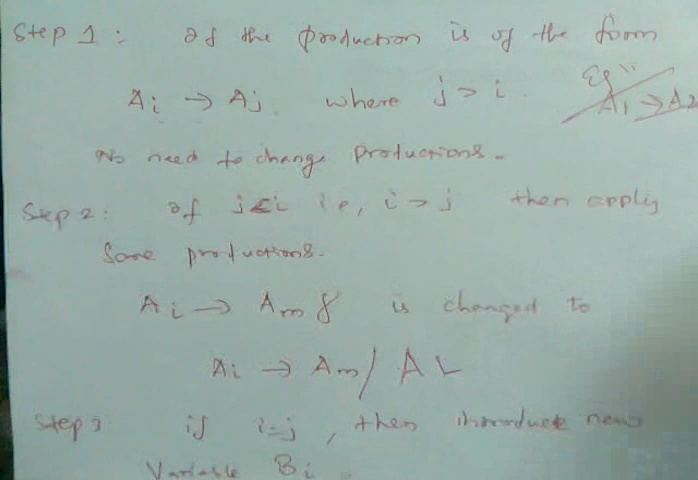 Step 1: If the production is of the form
Ai → Aj where j > i. Eg:
A1 → A2
No need to change productions.
Step 2: If j<i ie, i > j then apply
Some productions.
Ai → Am γ is changed to
Ai → Am / AL
Step 3 if i=j, then introduce new
Variable Bi.